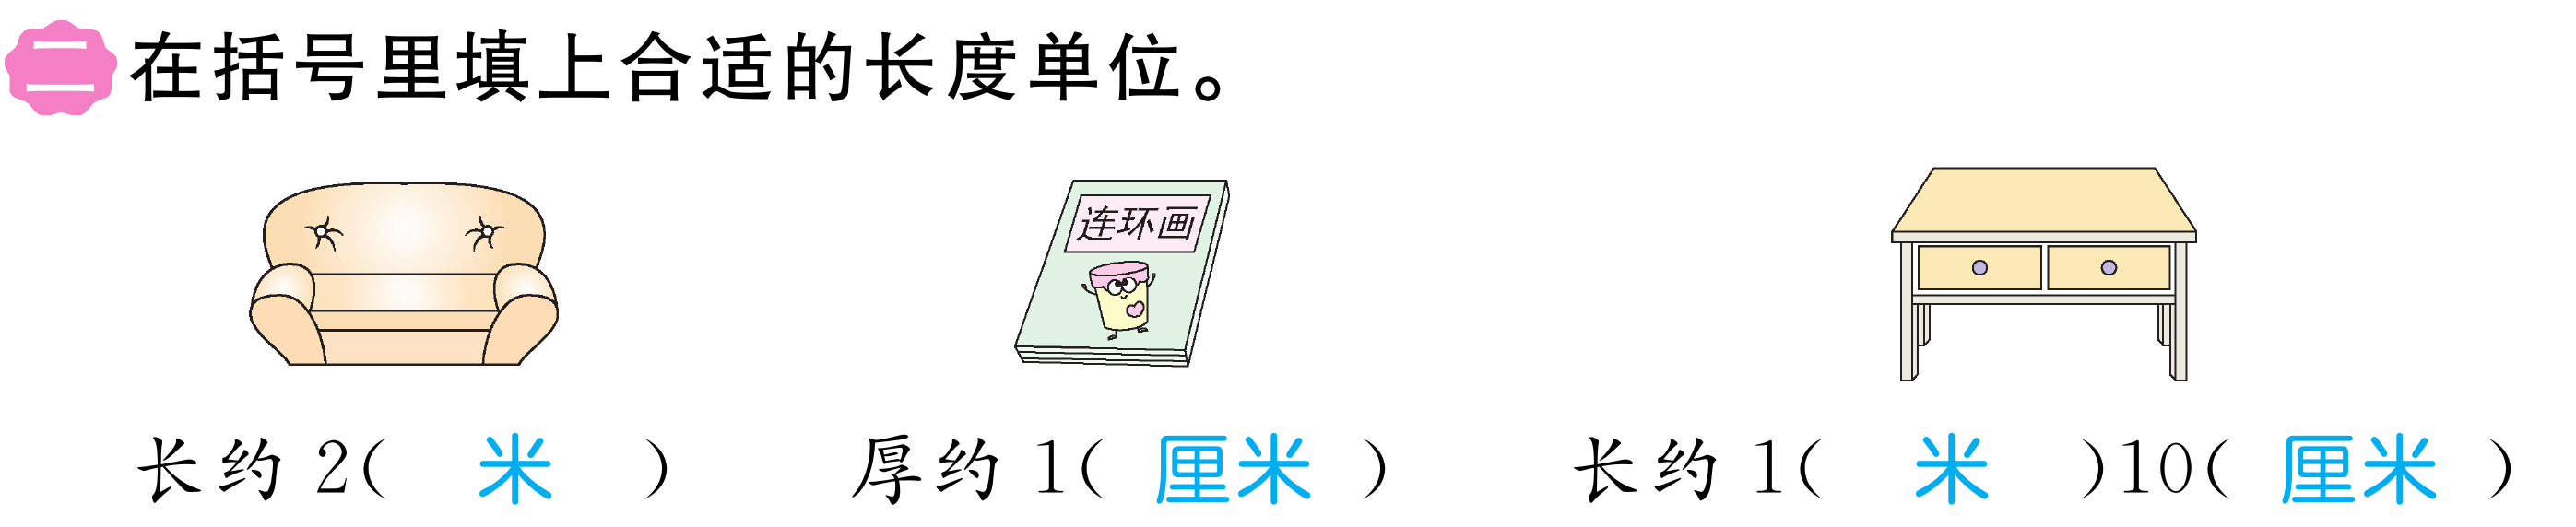 二 在括号里填上合适的长度单位。
连环画
长约 2( 米 ) 厚约 1( 厘米 ) 长约 1( 米 )10( 厘米 )